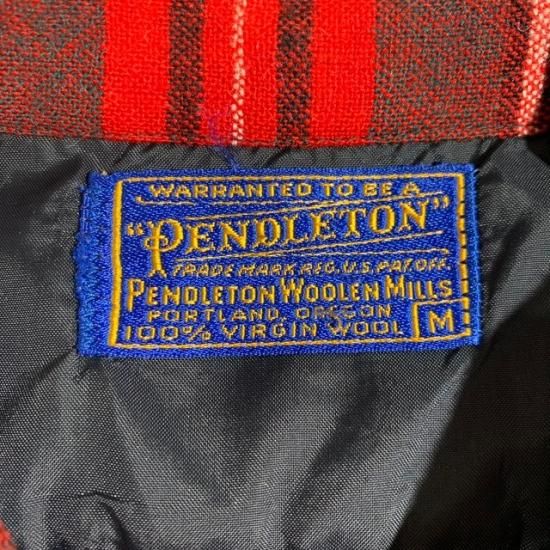 WARRANTED TO BE A
"PENDLETON"
TRADE MARK REG. U.S. PAT. OFF.
PENDLETON WOOLEN MILLS
PORTLAND, OREGON
100% VIRGIN WOOL M